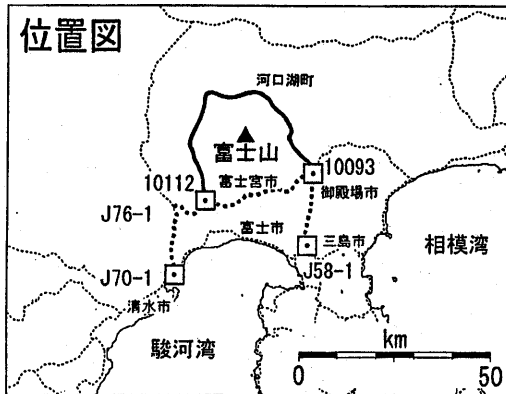 位置図
河口湖町
富士山
10093
10112
富士宮市
御殿場市
J76-1
富士市
三島市
相模湾
J70-1
J58-1
清水市
駿河湾
km
0
50